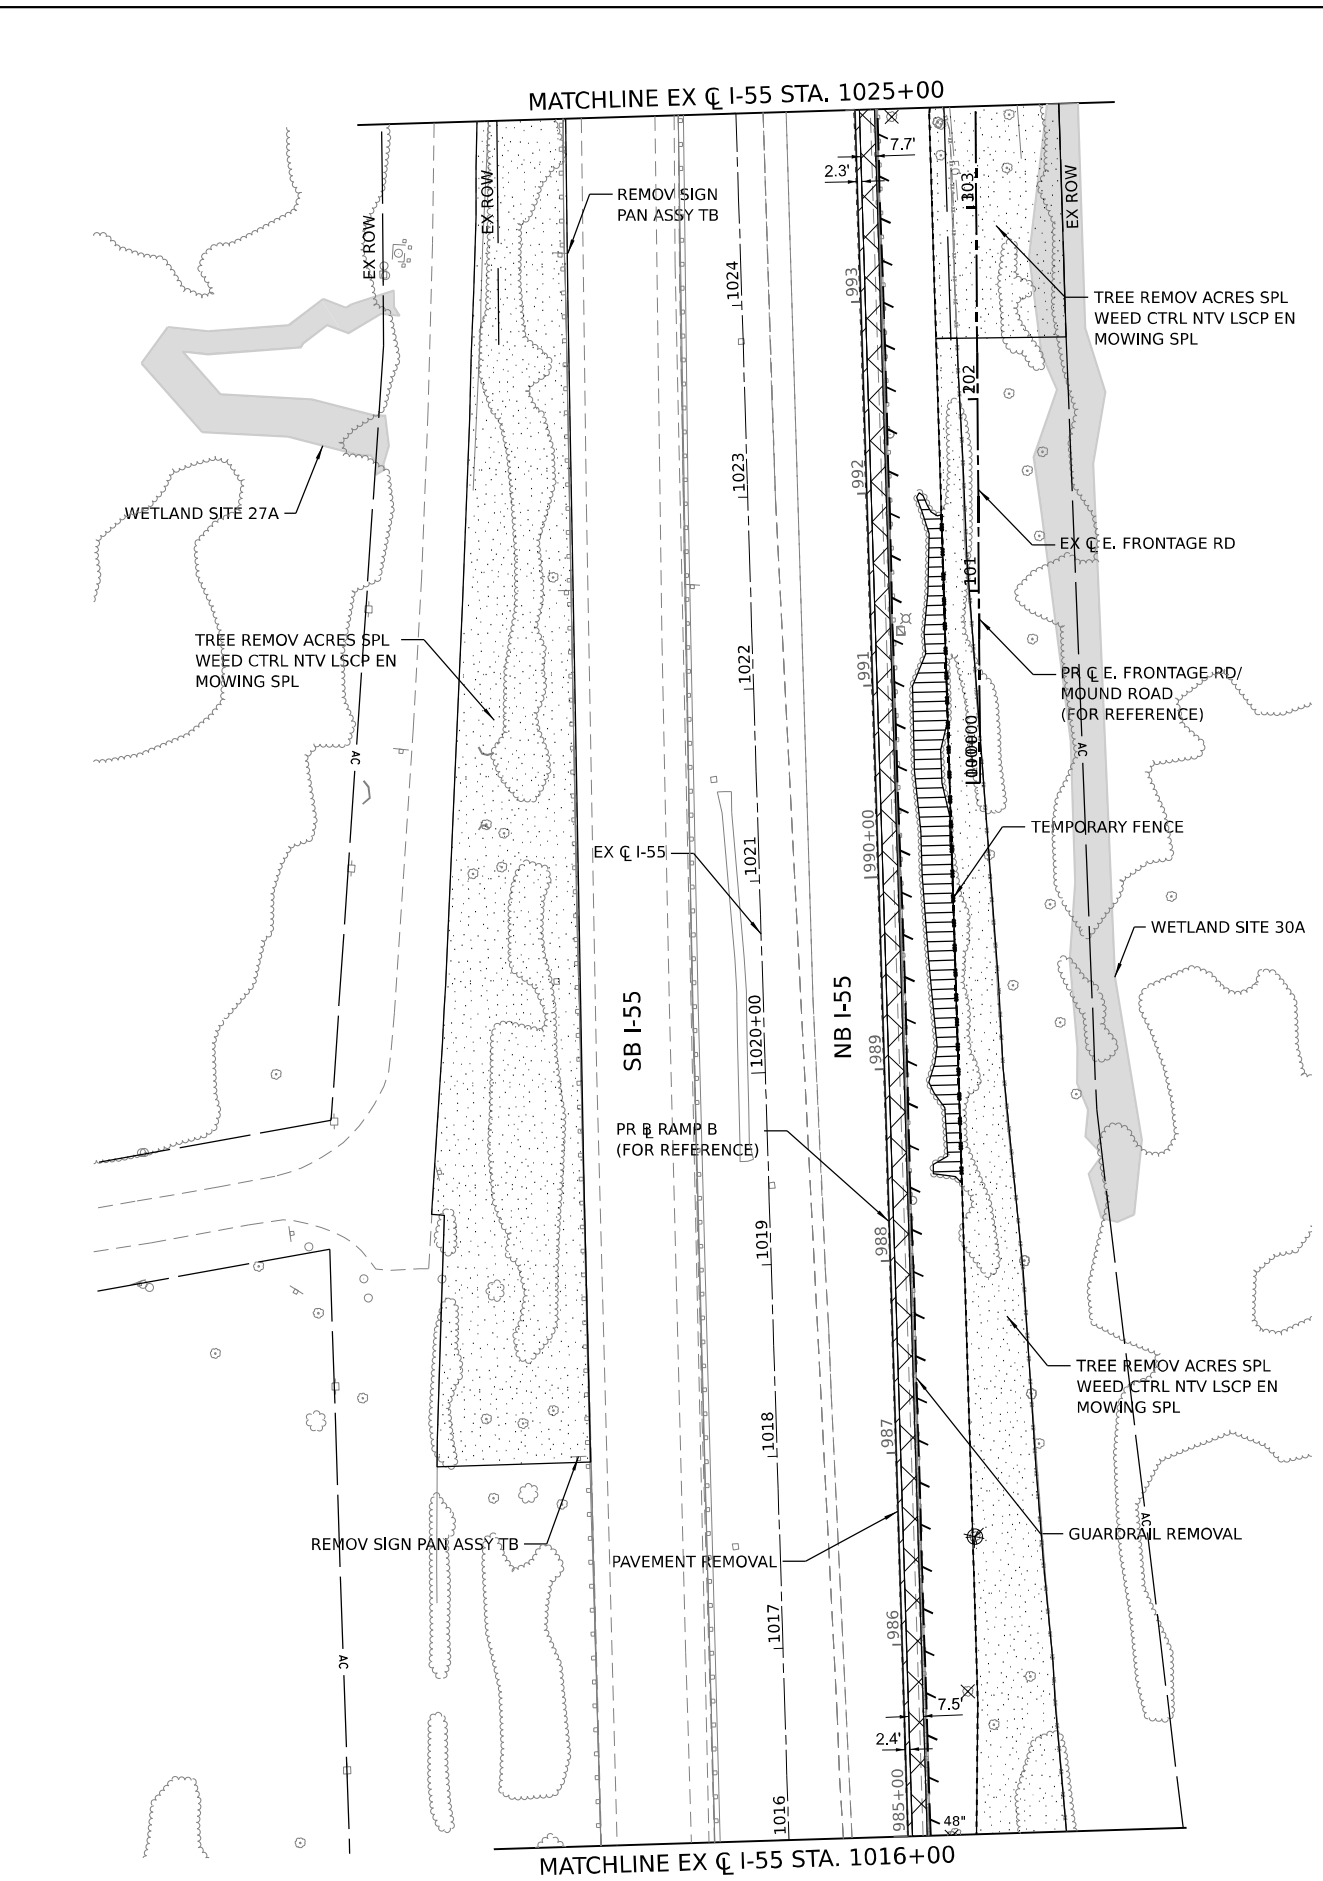 MATCHLINE EX ℄ I-55 STA. 1025+00
7.7'
2.3'
REMOV SIGN
PAN ASSY TB
EX ROW
EX ROW
EX ROW
303
1024
993
TREE REMOV ACRES SPL
WEED CTRL NTV LSCP EN
MOWING SPL
202
1023
992
WETLAND SITE 27A
EX ℄ E. FRONTAGE RD
101
TREE REMOV ACRES SPL
WEED CTRL NTV LSCP EN
MOWING SPL
1022
991
PR ℄ E. FRONTAGE RD/
MOUND ROAD
(FOR REFERENCE)
AC
AC
TEMPORARY FENCE
EX ℄ I-55
1021
990+00
WETLAND SITE 30A
SB I-55
NB I-55
1020+00
989
PR BL RAMP B
(FOR REFERENCE)
1019
988
TREE REMOV ACRES SPL
WEED CTRL NTV LSCP EN
MOWING SPL
1018
987
AC
REMOV SIGN PAN ASSY TB
PAVEMENT REMOVAL
GUARDRAIL REMOVAL
1017
986
AC
7.5'
2.4'
1016
985+00
48"
MATCHLINE EX ℄ I-55 STA. 1016+00